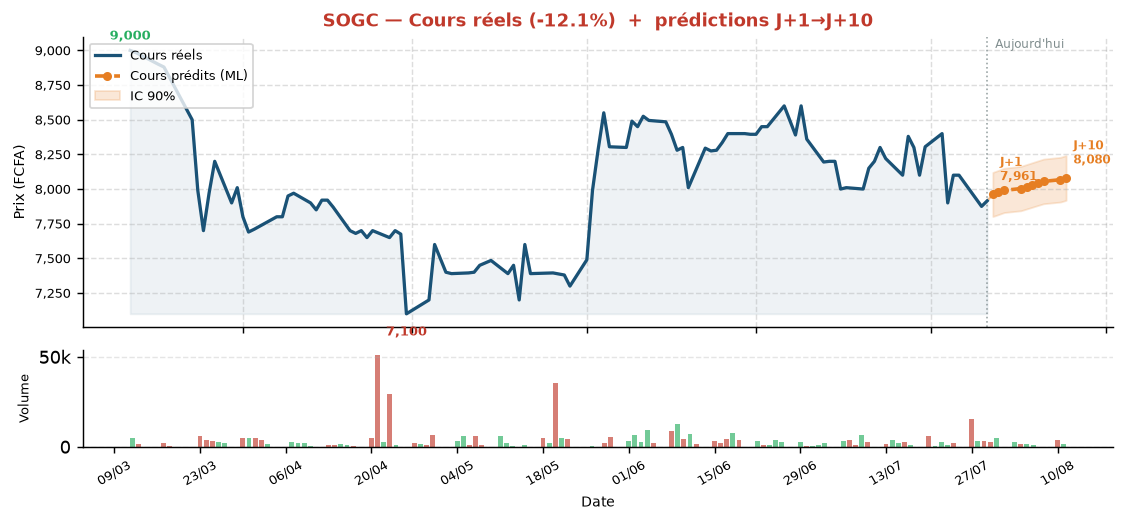 SOGC — Cours réels (-12.1%) + prédictions J+1→J+10
9,000
Aujourd'hui
Cours réels
Cours prédits (ML)
IC 90%
9,000
8,750
8,500
8,250
8,000
7,750
7,500
7,250
Prix (FCFA)
J+1
7,961
J+10
8,080
7,100
50k
0
Volume
09/03
23/03
06/04
20/04
04/05
18/05
01/06
15/06
29/06
13/07
27/07
10/08
Date